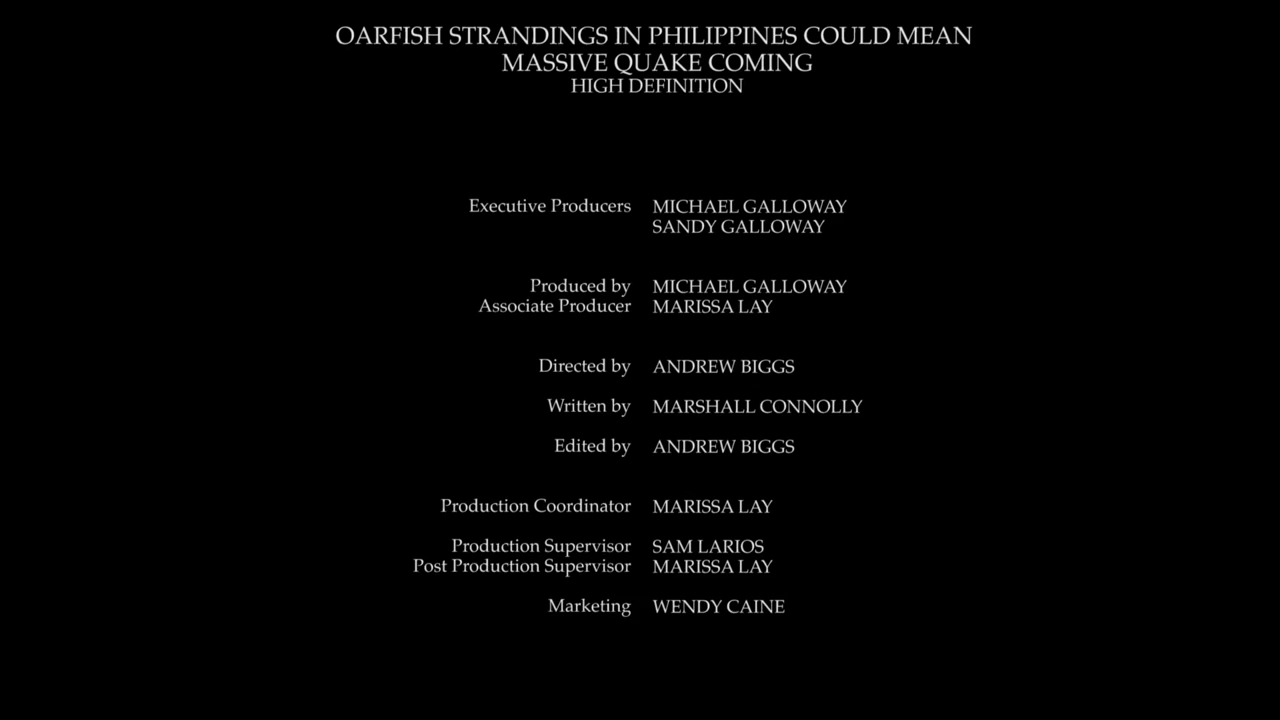 OARFISH STRANDINGS IN PHILIPPINES COULD MEAN
MASSIVE QUAKE COMING
HIGH DEFINITION
Executive Producers MICHAEL GALLOWAY
SANDY GALLOWAY
Produced by MICHAEL GALLOWAY
Associate Producer MARISSA LAY
Directed by ANDREW BIGGS
Written by MARSHALL CONNOLLY
Edited by ANDREW BIGGS
Production Coordinator MARISSA LAY
Production Supervisor SAM LARIOS
Post Production Supervisor MARISSA LAY
Marketing WENDY CAINE